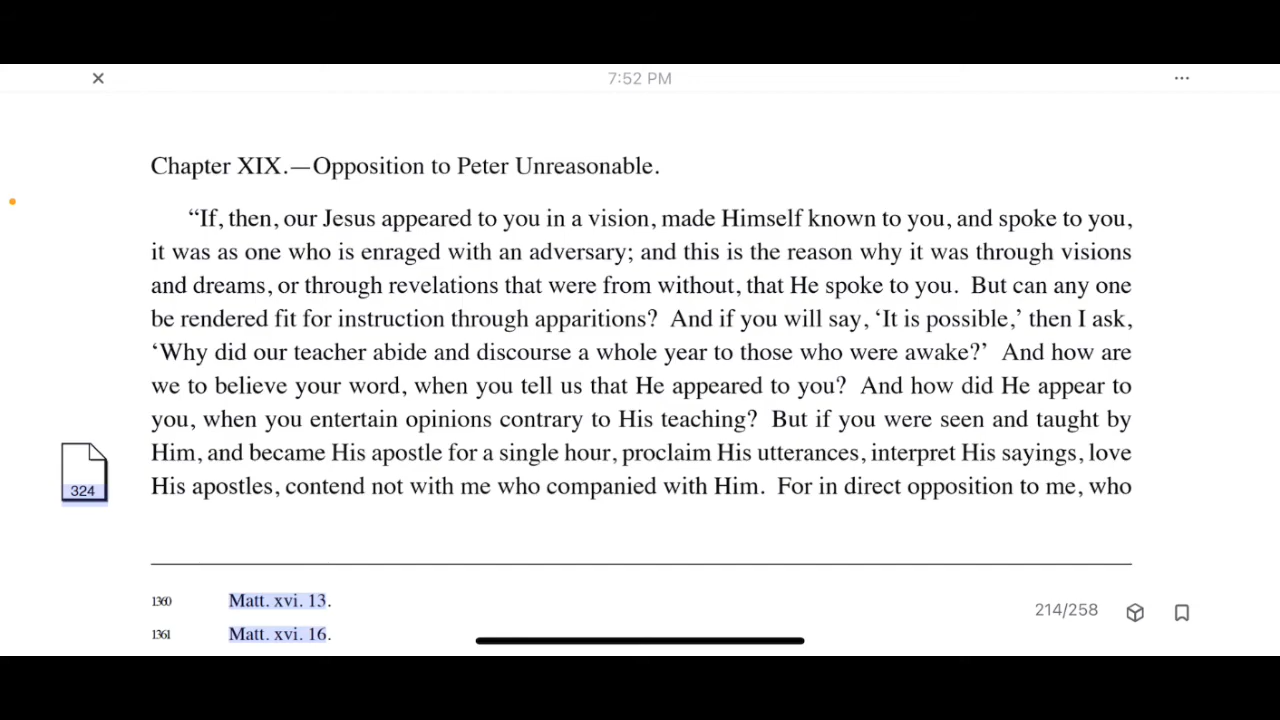 7:52 PM
Chapter XIX.—Opposition to Peter Unreasonable.
“If, then, our Jesus appeared to you in a vision, made Himself known to you, and spoke to you,
it was as one who is enraged with an adversary; and this is the reason why it was through visions
and dreams, or through revelations that were from without, that He spoke to you.  But can any one
be rendered fit for instruction through apparitions?  And if you will say, ‘It is possible,’ then I ask,
‘Why did our teacher abide and discourse a whole year to those who were awake?’  And how are
we to believe your word, when you tell us that He appeared to you?  And how did He appear to
you, when you entertain opinions contrary to His teaching?  But if you were seen and taught by
Him, and became His apostle for a single hour, proclaim His utterances, interpret His sayings, love
His apostles, contend not with me who companied with Him.  For in direct opposition to me, who
324
1360 Matt. xvi. 13.
1361 Matt. xvi. 16.
214/258